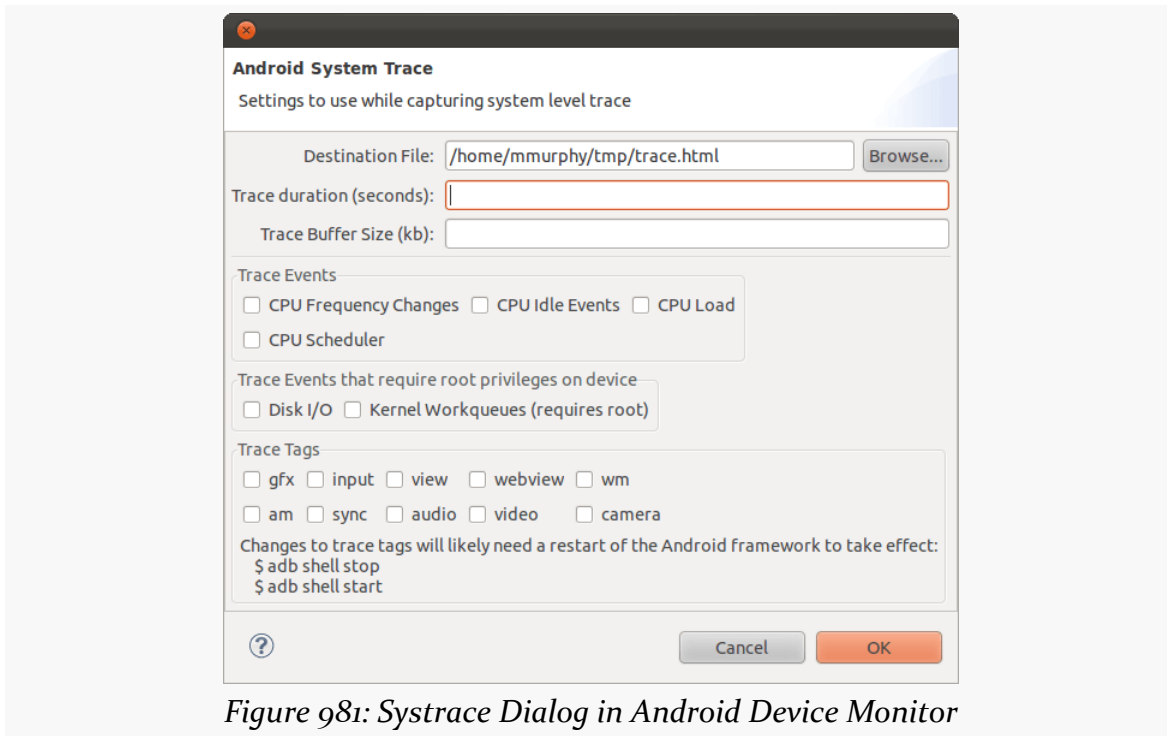 Android System Trace
Settings to use while capturing system level trace
Destination File: /home/mmurphy/tmp/trace.html Browse...
Trace duration (seconds):
Trace Buffer Size (kb):
Trace Events
CPU Frequency Changes CPU Idle Events CPU Load
CPU Scheduler
Trace Events that require root privileges on device
Disk I/O Kernel Workqueues (requires root)
Trace Tags
gfx input view webview wm
am sync audio video camera
Changes to trace tags will likely need a restart of the Android framework to take effect:
$ adb shell stop
$ adb shell start
? Cancel OK
Figure 981: Systrace Dialog in Android Device Monitor